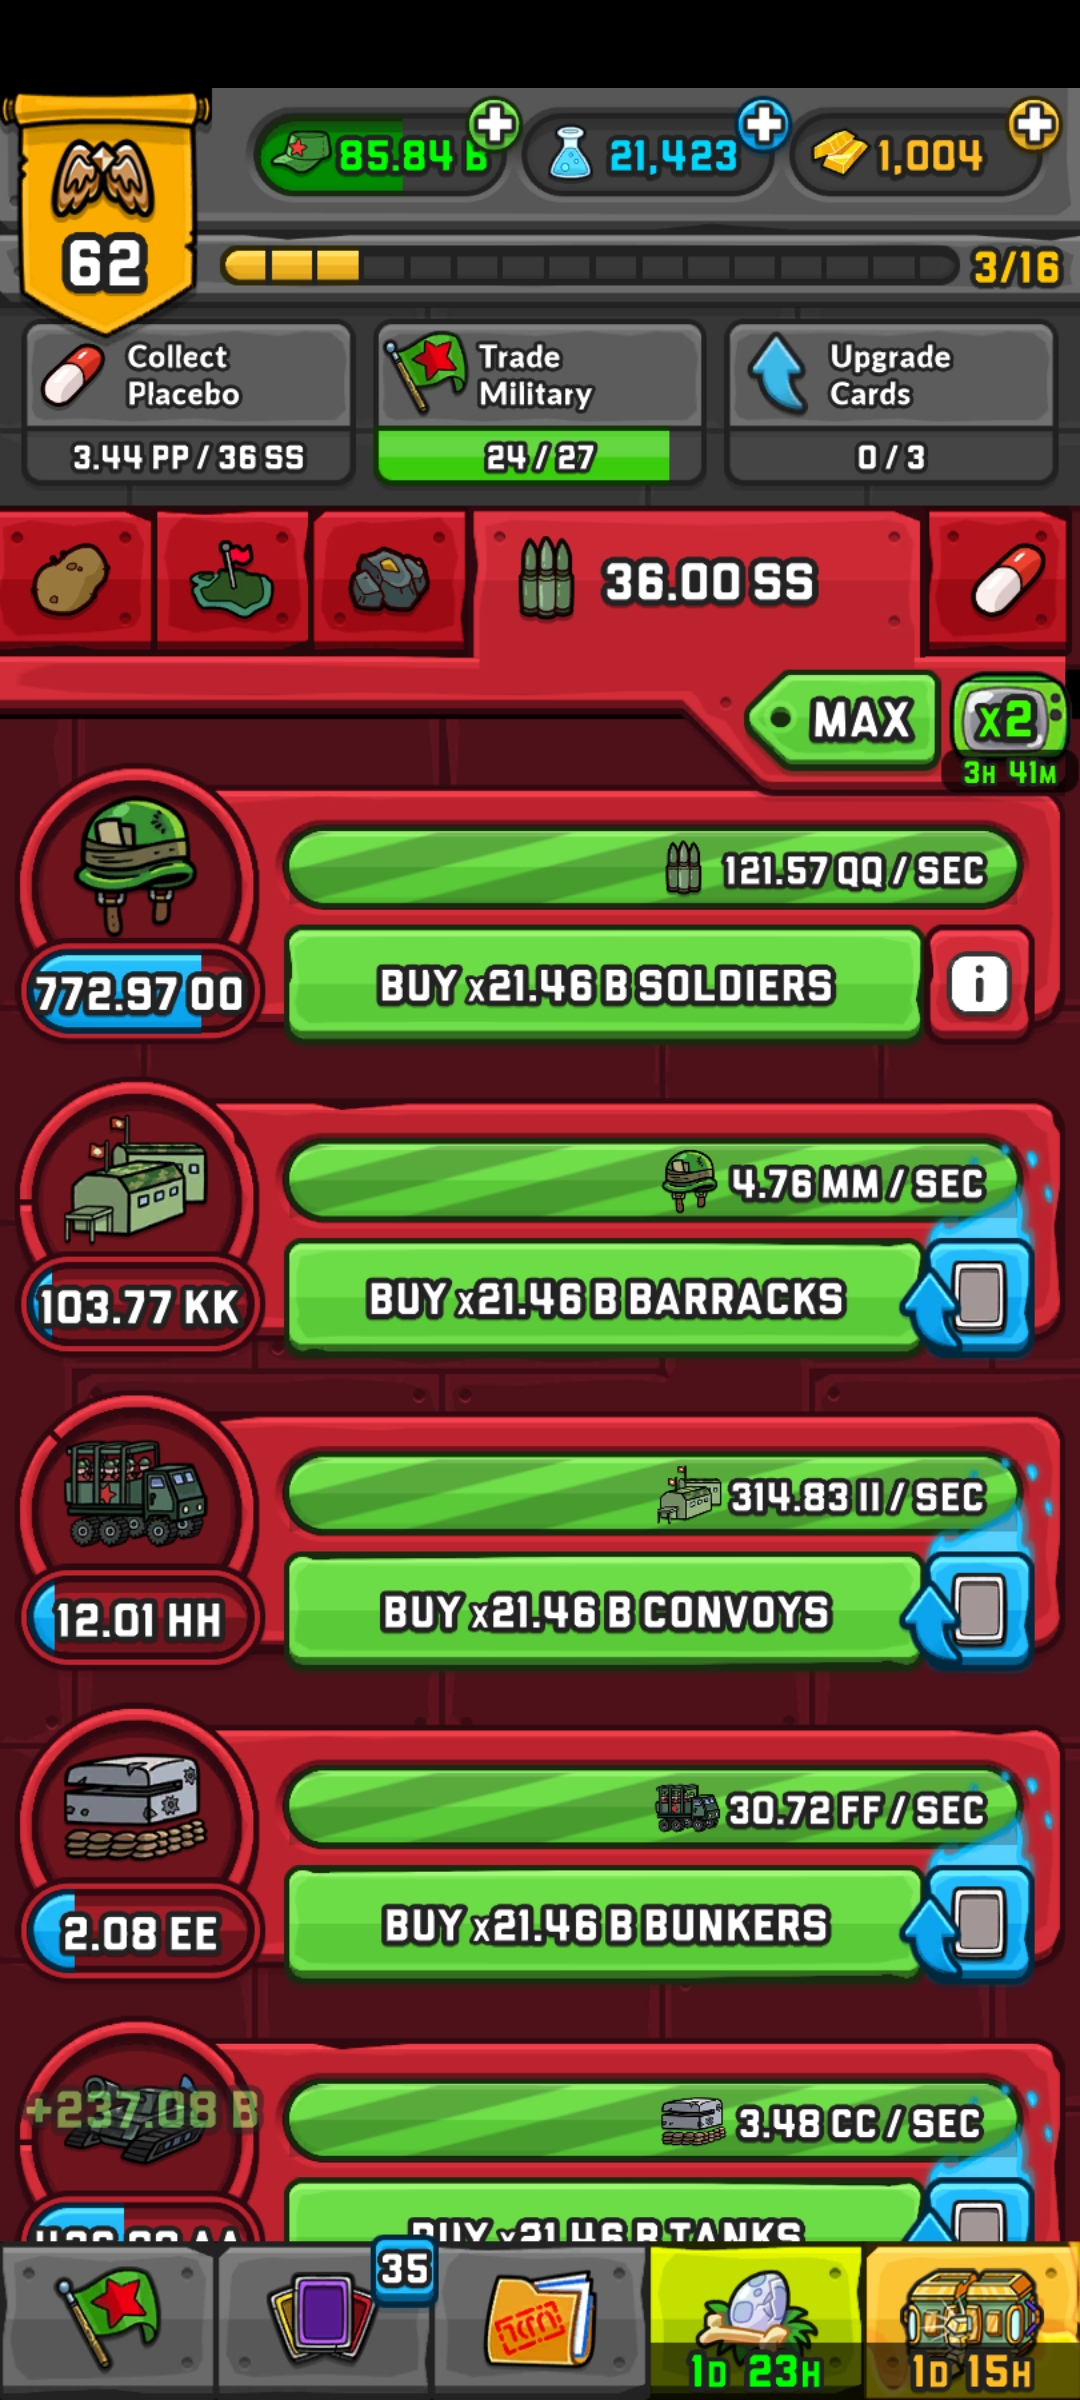 62
85.84 B
21,423
1,004
3/16
Collect
Placebo
3.44 PP / 36 SS
Trade
Military
24 / 27
Upgrade
Cards
0 / 3
36.00 SS
MAX
x2
3H 41M
121.57 QQ / SEC
772.97 OO
BUY x21.46 B SOLDIERS
i
4.76 MM / SEC
103.77 KK
BUY x21.46 B BARRACKS
314.83 II / SEC
12.01 HH
BUY x21.46 B CONVOYS
30.72 FF / SEC
2.08 EE
BUY x21.46 B BUNKERS
+237.08 B
3.48 CC / SEC
BUY x21.46 B TANKS
35
1D 23H
1D 15H